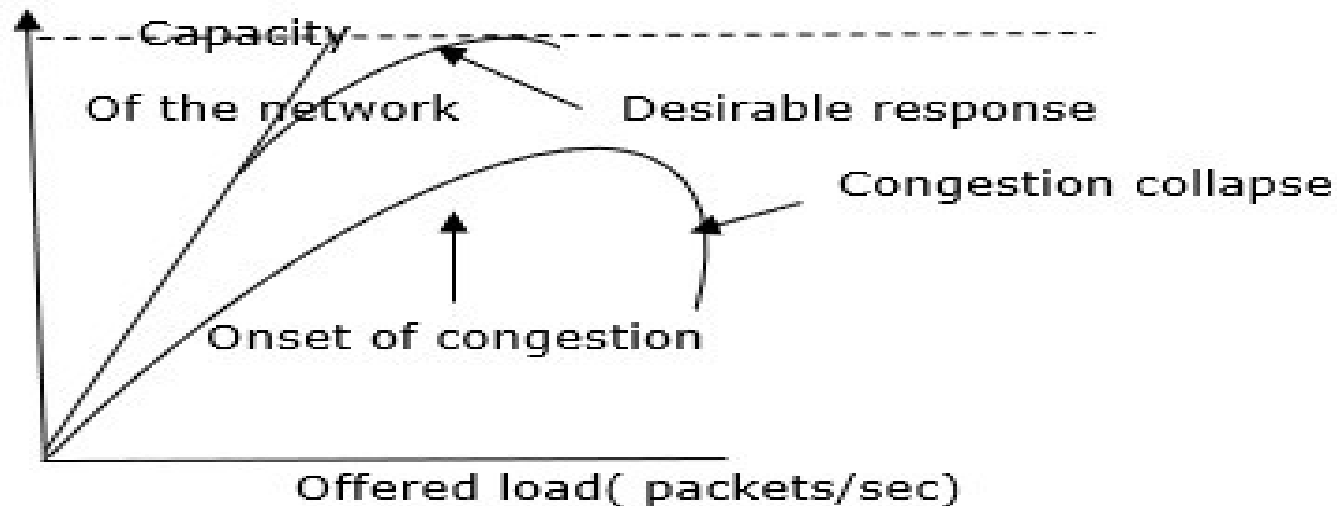 Capacity
Of the network
Desirable response
Congestion collapse
Onset of congestion
Offered load( packets/sec)